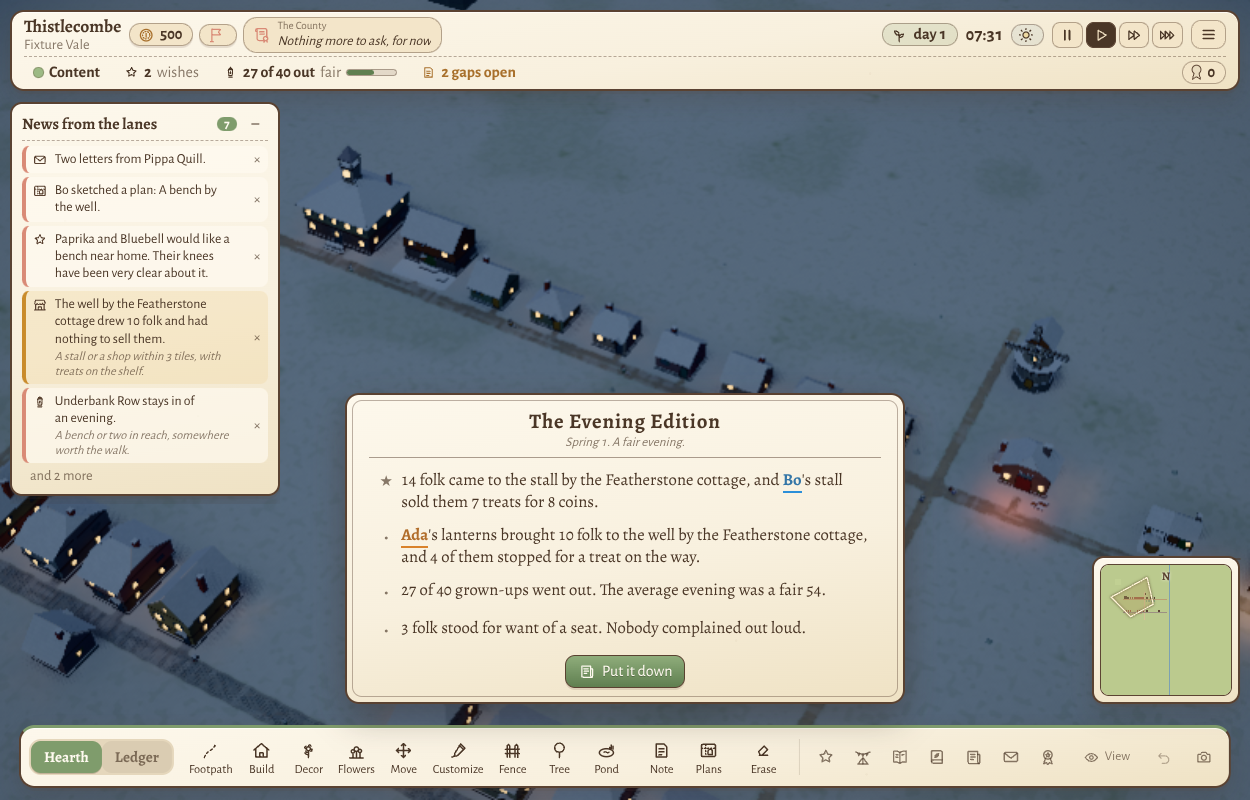 Thistlecombe
Fixture Vale
500
The County
Nothing more to ask, for now
day 1
07:31
Content
2 wishes
27 of 40 out fair
2 gaps open
0
News from the lanes
7
Two letters from Pippa Quill.
Bo sketched a plan: A bench by
the well.
Paprika and Bluebell would like a
bench near home. Their knees
have been very clear about it.
The well by the Featherstone
cottage drew 10 folk and had
nothing to sell them.
A stall or a shop within 3 tiles, with
treats on the shelf.
Underbank Row stays in of
an evening.
A bench or two in reach, somewhere
worth the walk.
and 2 more
The Evening Edition
Spring 1. A fair evening.
14 folk came to the stall by the Featherstone cottage, and Bo's stall
sold them 7 treats for 8 coins.
Ada's lanterns brought 10 folk to the well by the Featherstone cottage,
and 4 of them stopped for a treat on the way.
27 of 40 grown-ups went out. The average evening was a fair 54.
3 folk stood for want of a seat. Nobody complained out loud.
Put it down
N
Hearth
Ledger
Footpath
Build
Decor
Flowers
Move
Customize
Fence
Tree
Pond
Note
Plans
Erase
View